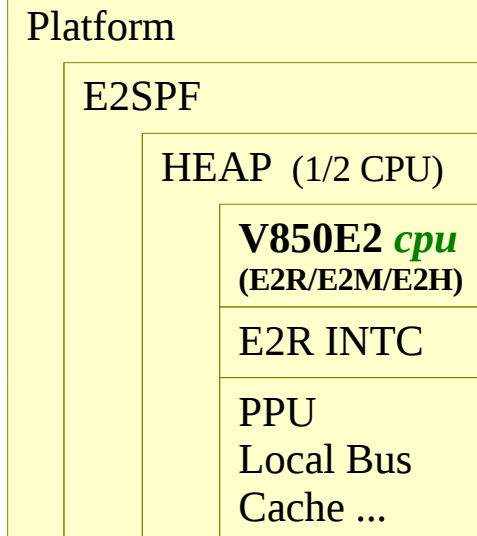 Platform
E2SPF
HEAP (1/2 CPU)
V850E2 cpu
(E2R/E2M/E2H)
E2R INTC
PPU
Local Bus
Cache ...